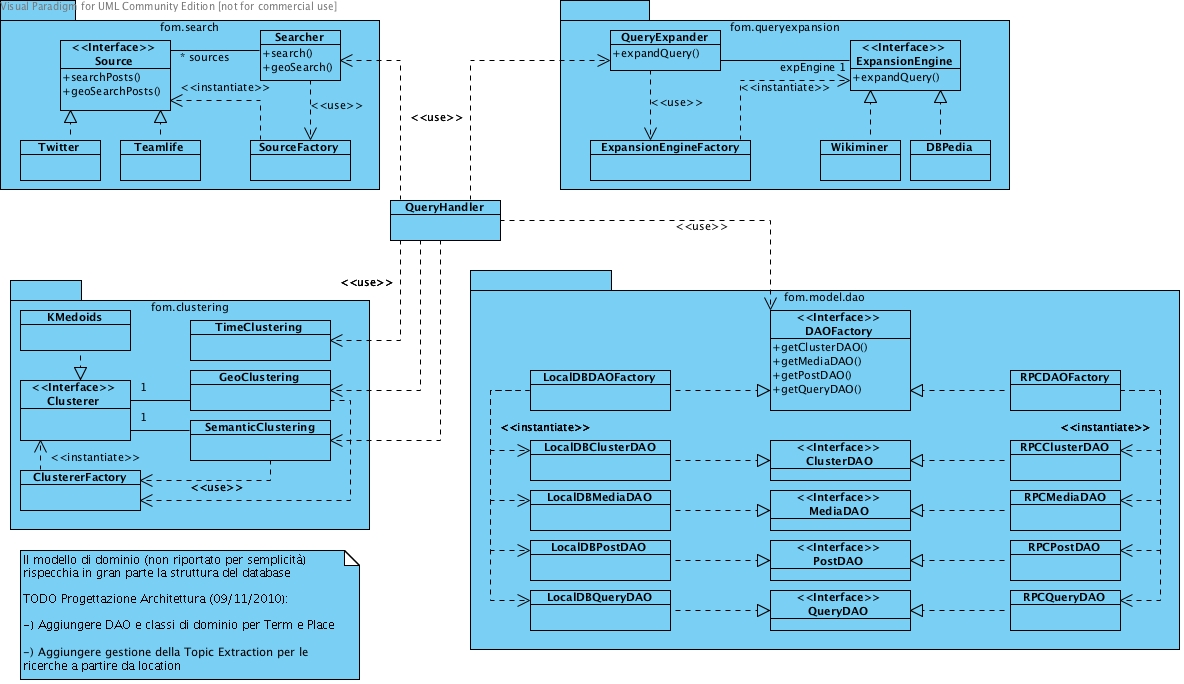 Visual Paradigm for UML Community Edition [not for commercial use]
fom.search
<<Interface>>
Source
+searchPosts()
+geoSearchPosts()
* sources
Searcher
+search()
+geoSearch()
<<instantiate>>
<<use>>
Twitter
Teamlife
SourceFactory
<<use>>
fom.queryexpansion
QueryExpander
+expandQuery()
expEngine 1
<<Interface>>
ExpansionEngine
+expandQuery()
<<use>>
<<instantiate>>
ExpansionEngineFactory
Wikiminer
DBPedia
QueryHandler
<<use>>
<<use>>
fom.clustering
KMedoids
TimeClustering
<<Interface>>
Clusterer
1
GeoClustering
1
SemanticClustering
<<instantiate>>
ClustererFactory
<<use>>
fom.model.dao
<<Interface>>
DAOFactory
+getClusterDAO()
+getMediaDAO()
+getPostDAO()
+getQueryDAO()
LocalDBDAOFactory
RPCDAOFactory
<<instantiate>>
<<instantiate>>
LocalDBClusterDAO
<<Interface>>
ClusterDAO
RPCClusterDAO
LocalDBMediaDAO
<<Interface>>
MediaDAO
RPCMediaDAO
LocalDBPostDAO
<<Interface>>
PostDAO
RPCPostDAO
LocalDBQueryDAO
<<Interface>>
QueryDAO
RPCQueryDAO
Il modello di dominio (non riportato per semplicità)
rispecchia in gran parte la struttura del database
TODO Progettazione Architettura (09/11/2010):
-) Aggiungere DAO e classi di dominio per Term e Place
-) Aggiungere gestione della Topic Extraction per le
ricerche a partire da location